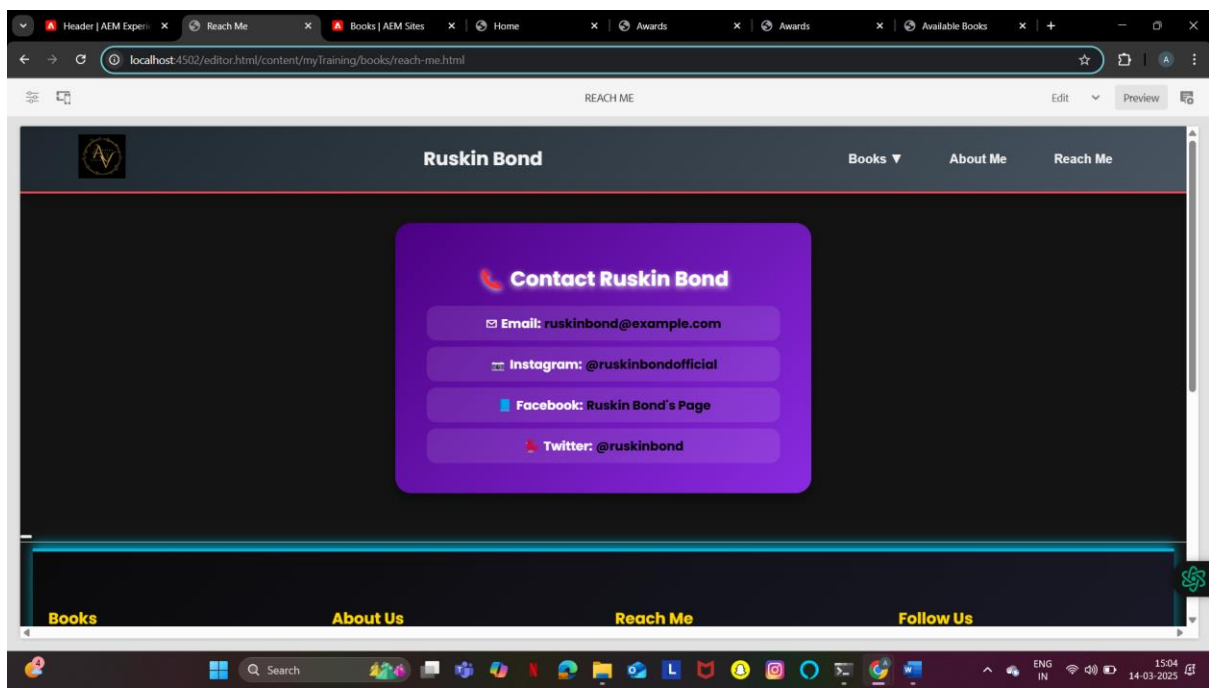 Header | AEM Experi
Reach Me
Books | AEM Sites
Home
Awards
Awards
Available Books
localhost:4502/editor.html/content/myTraining/books/reach-me.html
A
REACH ME
Edit
Preview
AV
Ruskin Bond
Books ▼
About Me
Reach Me
Contact Ruskin Bond
Email: ruskinbond@example.com
Instagram: @ruskinbondofficial
Facebook: Ruskin Bond's Page
Twitter: @ruskinbond
Books
About Us
Reach Me
Follow Us
4
Search
L
ENG
IN
15:04
14-03-2025